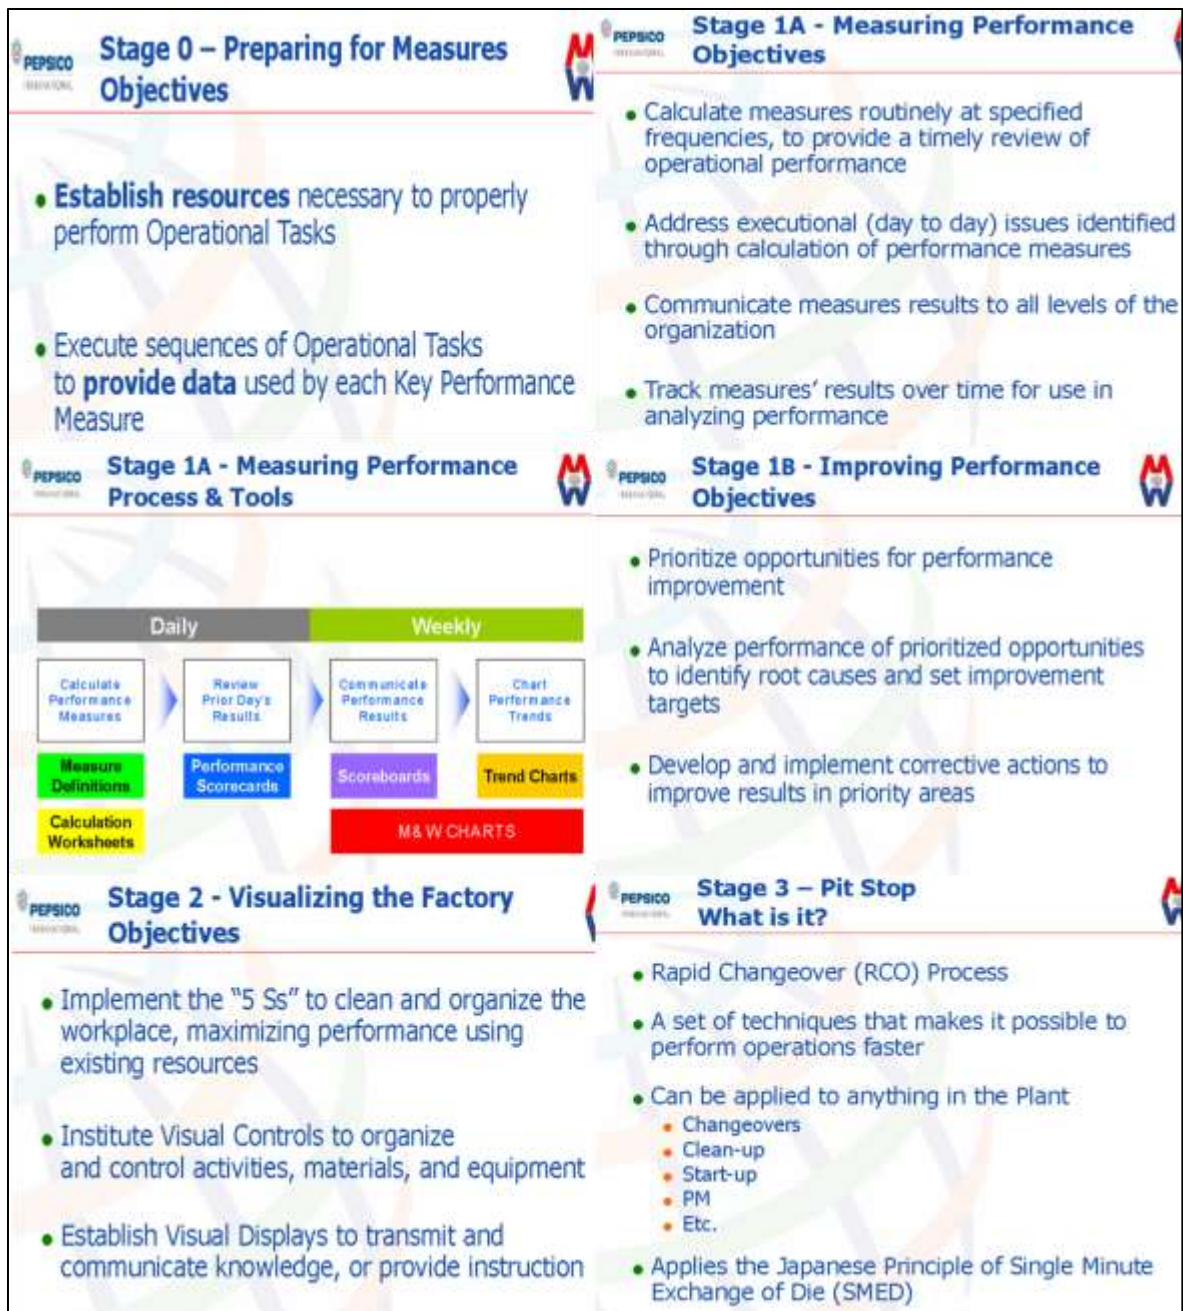 PEPSICO
Stage 0 – Preparing for Measures
Objectives
Establish resources necessary to properly
perform Operational Tasks
Execute sequences of Operational Tasks
to provide data used by each Key Performance
Measure
PEPSICO
Stage 1A - Measuring Performance
Objectives
Calculate measures routinely at specified
frequencies, to provide a timely review of
operational performance
Address executional (day to day) issues identified
through calculation of performance measures
Communicate measures results to all levels of the
organization
Track measures’ results over time for use in
analyzing performance
PEPSICO
Stage 1A - Measuring Performance
Process & Tools
Daily
Weekly
Calculate
Performance
Measures
Review
Prior Day's
Results
Communicate
Performance
Results
Chart
Performance
Trends
Measure
Definitions
Performance
Scorecards
Scoreboards
Trend Charts
Calculation
Worksheets
M& W CHARTS
PEPSICO
Stage 1B - Improving Performance
Objectives
Prioritize opportunities for performance
improvement
Analyze performance of prioritized opportunities
to identify root causes and set improvement
targets
Develop and implement corrective actions to
improve results in priority areas
PEPSICO
Stage 2 - Visualizing the Factory
Objectives
Implement the “5 Ss” to clean and organize the
workplace, maximizing performance using
existing resources
Institute Visual Controls to organize
and control activities, materials, and equipment
Establish Visual Displays to transmit and
communicate knowledge, or provide instruction
PEPSICO
Stage 3 – Pit Stop
What is it?
Rapid Changeover (RCO) Process
A set of techniques that makes it possible to
perform operations faster
Can be applied to anything in the Plant
Changeovers
Clean-up
Start-up
PM
Etc.
Applies the Japanese Principle of Single Minute
Exchange of Die (SMED)